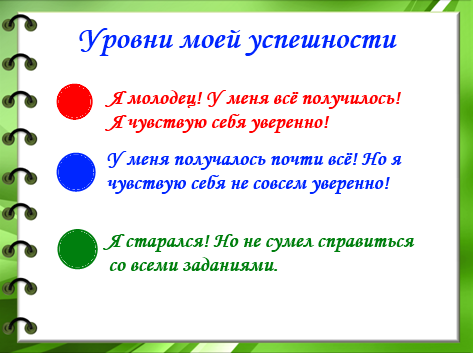 Уровни моей успешности
Я молодец! У меня всё получилось!
Я чувствую себя уверенно!
У меня получалось почти всё! Но я
чувствую себя не совсем уверенно!
Я старался! Но не сумел справиться
со всеми заданиями.